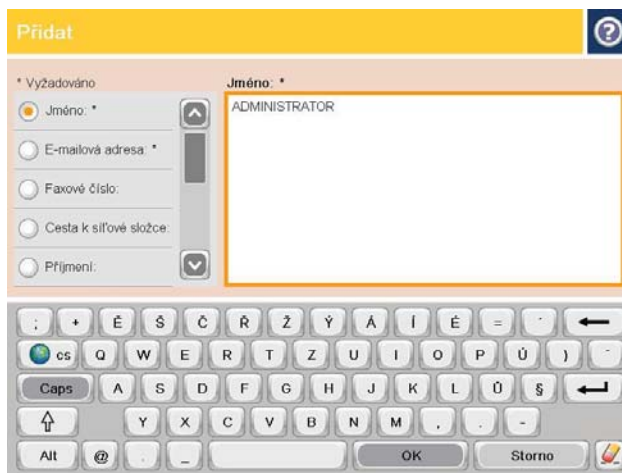 Přidat
* Vyžadováno
Jméno: *
Jméno: *
ADMINISTRATOR
E-mailová adresa: *
Faxové číslo:
Cesta k síťové složce:
Příjmení:
; + Ě Š Č Ř Ž Ý Á Í É = ´
cs Q W E R T Z U I O P Ú ) ¨
Caps A S D F G H J K L Ů §
Y X C V B N M , . -
Alt @ . _ OK Storno